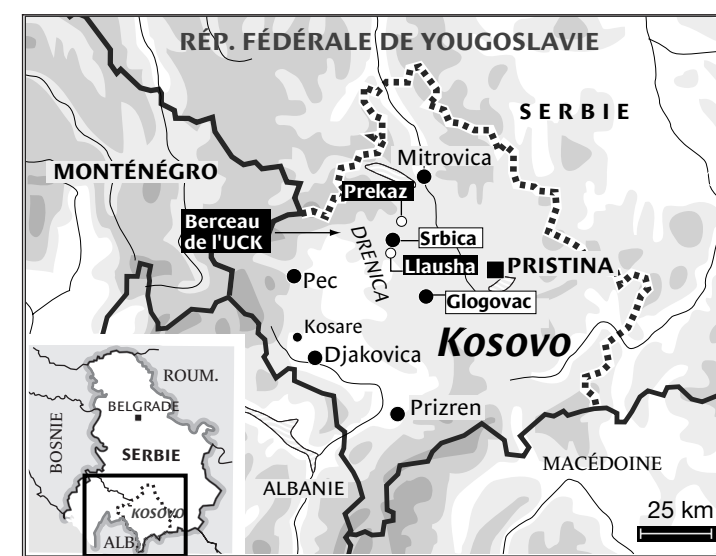 RÉP. FÉDÉRALE DE YOUGOSLAVIE
SERBIE
MONTÉNÉGRO
Mitrovica
Prekaz
Berceau
de l'UCK
DRENICA
Srbica
Llausha
PRISTINA
Pec
Glogovac
Kosare
Kosovo
Djakovica
Prizren
ROUM.
BELGRADE
BOSNIE
SERBIE
KOSOVO
ALB.
ALBANIE
MACÉDOINE
25 km